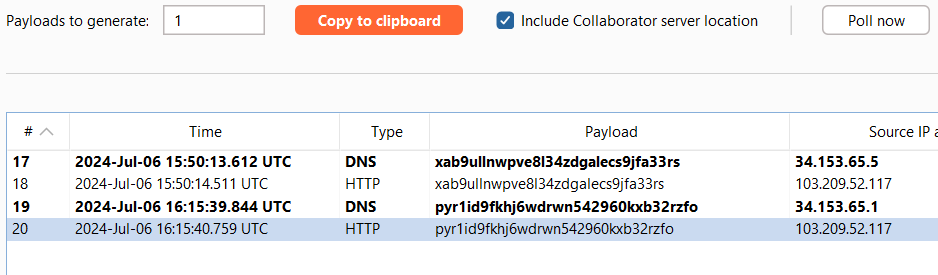 Payloads to generate: 1 Copy to clipboard Include Collaborator server location Poll now
# Time Type Payload Source IP a
17 2024-Jul-06 15:50:13.612 UTC DNS xab9ullnwpve8l34zdgalecs9jfa33rs 34.153.65.5
18 2024-Jul-06 15:50:14.511 UTC HTTP xab9ullnwpve8l34zdgalecs9jfa33rs 103.209.52.117
19 2024-Jul-06 16:15:39.844 UTC DNS pyr1id9fkhj6wdrwn542960kxb32rzfo 34.153.65.1
20 2024-Jul-06 16:15:40.759 UTC HTTP pyr1id9fkhj6wdrwn542960kxb32rzfo 103.209.52.117